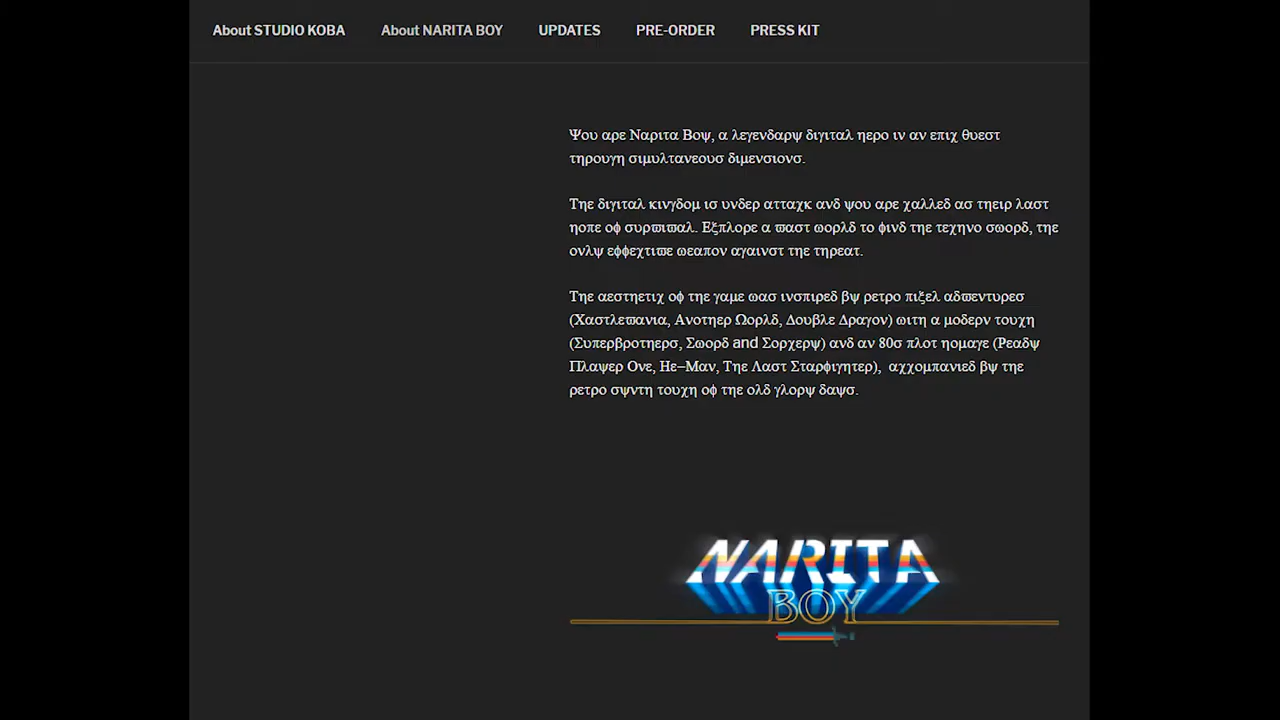 About STUDIO KOBA
About NARITA BOY
UPDATES
PRE-ORDER
PRESS KIT
Ψου αρε Ναριτα Βοψ, α λεγενδαρψ διγιταλ ηερο ιν αν επιχ θυεστ
τηρουγη σιμυλτανεουσ διμενσιονσ.
Τηε διγιταλ κινγδομ ισ υνδερ ατταχκ ανδ ψου αρε χαλλεδ ασ τηειρ λαστ
ηοπε οφ συρϖιϖαλ. Εξπλορε α ϖαστ ωορλδ το φινδ τηε τεχηνο σωορδ, τηε
ονλψ εφφεχτιϖε ωεαπον αγαινστ τηε τηρεατ.
Τηε αεστηετιχ οφ τηε γαμε ωασ ινσπιρεδ βψ ρετρο πιξελ αδϖεντυρεσ
(Χαστλεϖανια, Ανοτηερ Ωορλδ, Δουβλε Δραγον) ωιτη α μοδερν τουχη
(Συπερβροτηερσ, Σωορδ and Σορχερψ) ανδ αν 80σ πλοτ ηομαγε (Ρεαδψ
Πλαψερ Ονε, Ηε–Μαν, Τηε Λαστ Σταρφιγητερ), αχχομπανιεδ βψ τηε
ρετρο σψντη τουχη οφ τηε ολδ γλορψ δαψσ.
NARITA
BOY